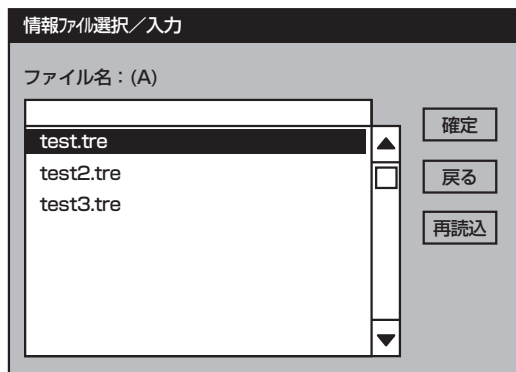 情報ファイル選択／入力
ファイル名：(A)
test.tre
test2.tre
test3.tre
確定
戻る
再読込